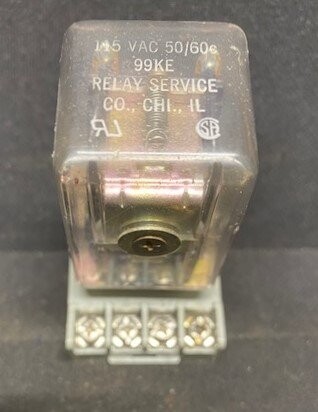 115 VAC 50/60c
99KE
RELAY SERVICE
CO., CHI., IL